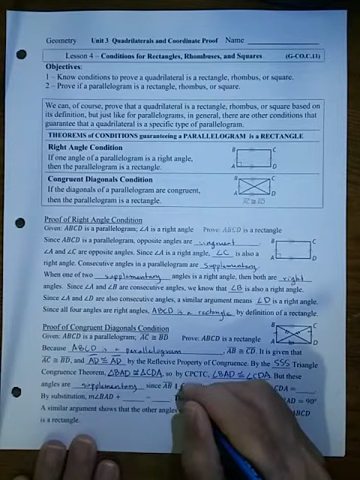 Geometry Unit 3 Quadrilaterals and Coordinate Proof Name
Lesson 4 – Conditions for Rectangles, Rhombuses, and Squares (G-CO.C.11)
Objectives:
1 – Know conditions to prove a quadrilateral is a rectangle, rhombus, or square.
2 – Prove if a parallelogram is a rectangle, rhombus, or square.
We can, of course, prove that a quadrilateral is a rectangle, rhombus, or square based on
its definition, but just like for parallelograms, in general, there are other conditions that
guarantee that a quadrilateral is a specific type of parallelogram.
THEOREMS of CONDITIONS guaranteeing a PARALLELOGRAM is a RECTANGLE
Right Angle Condition
If one angle of a parallelogram is a right angle,
then the parallelogram is a rectangle.
B C
A D
Congruent Diagonals Condition
If the diagonals of a parallelogram are congruent,
then the parallelogram is a rectangle.
B C
A D
AC ≅ BD
Proof of Right Angle Condition
Given: ABCD is a parallelogram; ∠A is a right angle Prove: ABCD is a rectangle
Since ABCD is a parallelogram, opposite angles are congruent.
∠A and ∠C are opposite angles. Since ∠A is a right angle, ∠C is also a
right angle. Consecutive angles in a parallelogram are supplementary.
B C
A D
When one of two supplementary angles is a right angle, then both are right
angles. Since ∠A and ∠B are consecutive angles, we know that ∠B is also a right angle.
Since ∠A and ∠D are also consecutive angles, a similar argument means ∠D is a right angle.
Since all four angles are right angles, ABCD is a rectangle by definition of a rectangle.
Proof of Congruent Diagonals Condition
Given: ABCD is a parallelogram; AC ≅ BD Prove: ABCD is a rectangle
B C
A D
Because ABCD is a parallelogram, AB ≅ CD. It is given that
AC ≅ BD, and AD ≅ AD by the Reflexive Property of Congruence. By the SSS Triangle
Congruence Theorem, △BAD ≅ △CDA, so by CPCTC, ∠BAD ≅ ∠CDA. But these
angles are supplementary since AB CDA =
By substitution, m∠BAD + = BAD = 90°
A similar argument shows that the other angles ABCD
is a rectangle.